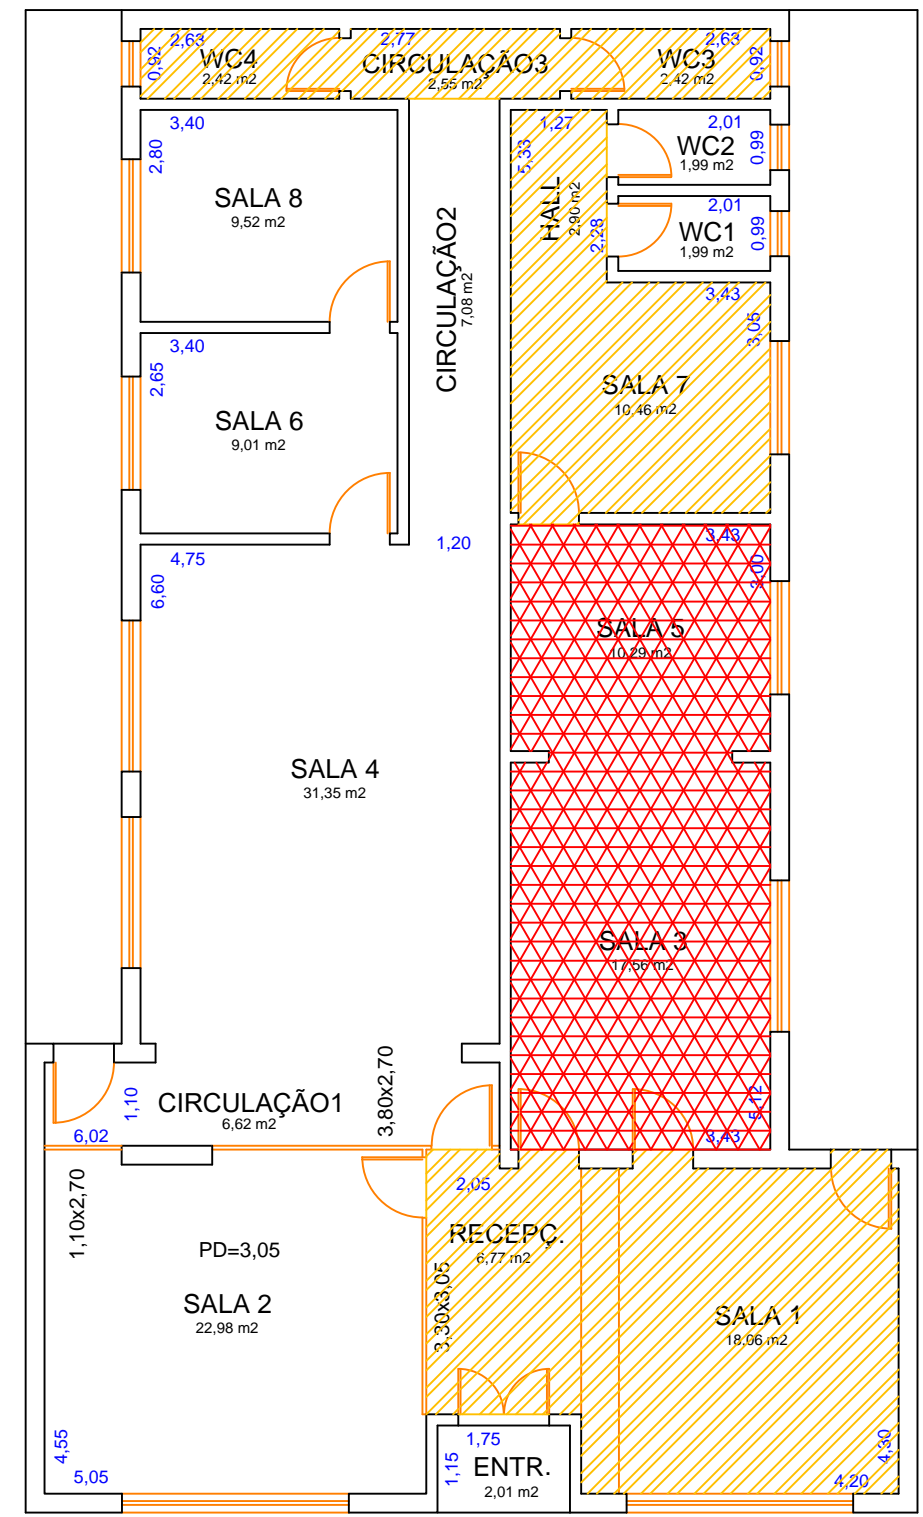 2,63
2,77
2,63
0,92
WC4
2,42 m2
CIRCULAÇÃO3
2,55 m2
WC3
2,42 m2
0,92
3,40
2,80
SALA 8
9,52 m2
CIRCULAÇÃO2
7,08 m2
1,27
5,33
HALL
2,90 m2
2,28
2,01
WC2
1,99 m2
0,99
2,01
WC1
1,99 m2
0,99
3,40
2,65
SALA 6
9,01 m2
3,43
3,05
SALA 7
10,46 m2
4,75
6,60
1,20
3,43
3,00
SALA 5
10,29 m2
SALA 4
31,35 m2
SALA 3
17,56 m2
5,12
3,43
1,10
CIRCULAÇÃO1
6,62 m2
3,80x2,70
6,02
1,10x2,70
PD=3,05
SALA 2
22,98 m2
4,55
5,05
2,05
RECEPÇ.
6,77 m2
3,30x3,05
SALA 1
18,06 m2
4,30
4,20
1,75
1,15
ENTR.
2,01 m2